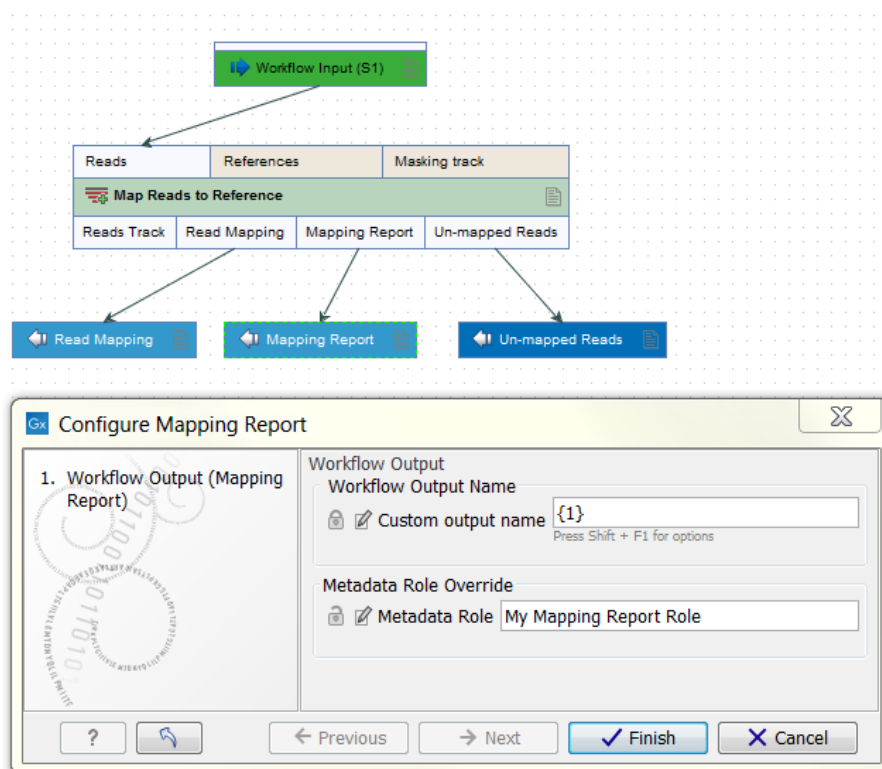 Workflow Input (S1)
Reads References Masking track
Map Reads to Reference
Reads Track Read Mapping Mapping Report Un-mapped Reads
Read Mapping Mapping Report Un-mapped Reads
Gx Configure Mapping Report
1. Workflow Output (Mapping
Report)
Workflow Output
Workflow Output Name
Custom output name {1}
Press Shift + F1 for options
Metadata Role Override
Metadata Role My Mapping Report Role
? Previous Next Finish Cancel